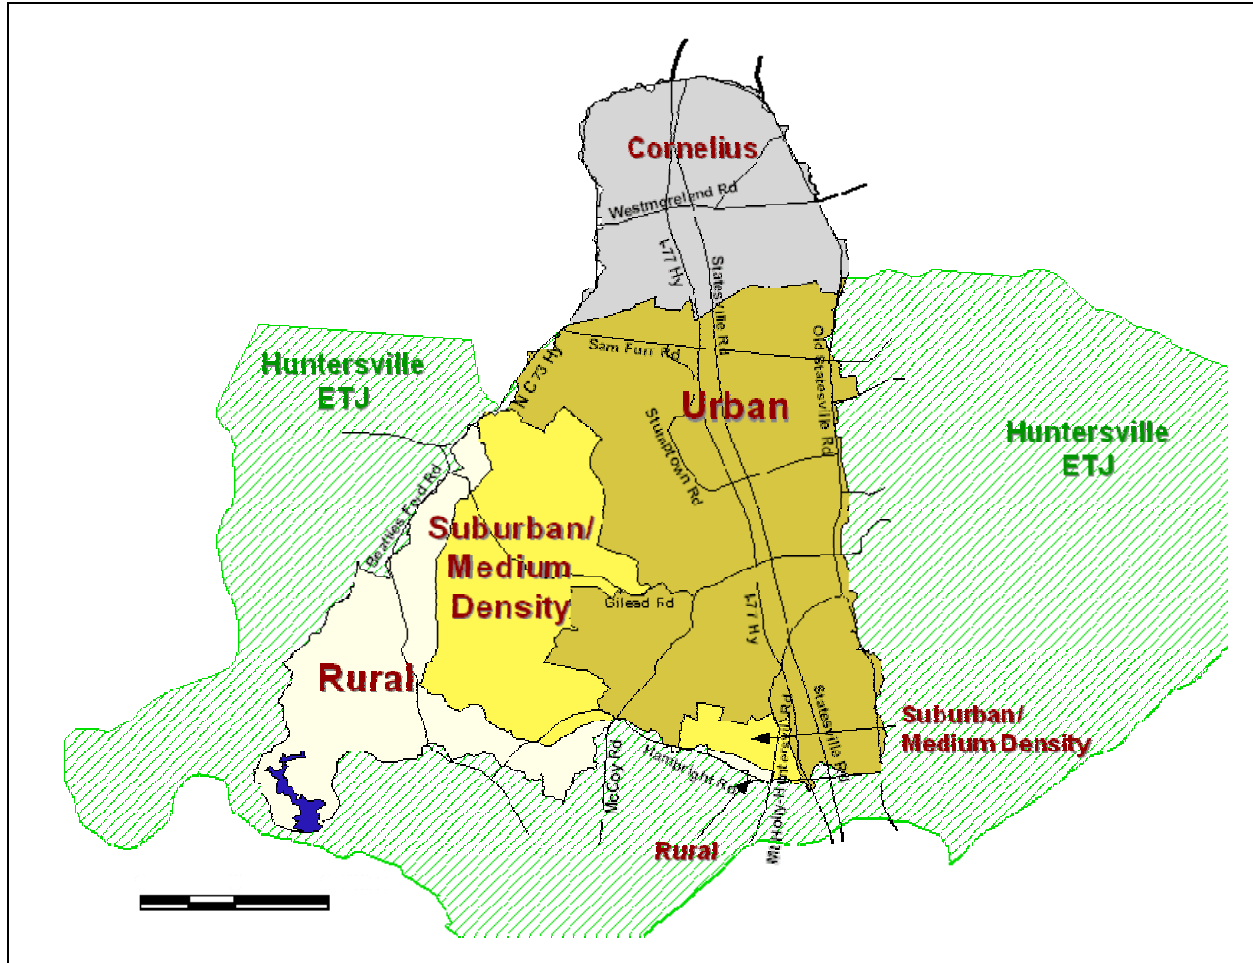 Cornelius
Westmoreland Rd
I-77 Hy
Statesville Rd
Huntersville
ETJ
N C 73 Hy
Sam Furr Rd
Old Statesville Rd
Urban
Stumptown Rd
Huntersville
ETJ
Beatties Ford Rd
Suburban/
Medium
Density
Gilead Rd
I-77 Hy
Rural
Statesville Rd
Suburban/
Medium Density
McCoy Rd
Hambright Rd
Mt Holly-Huntersville Rd
Rural